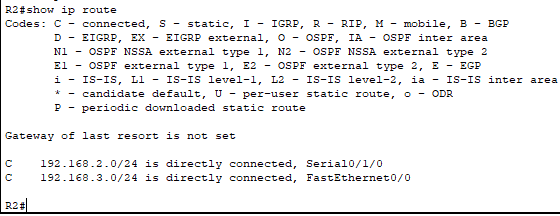 R2#show ip route
Codes: C - connected, S - static, I - IGRP, R - RIP, M - mobile, B - BGP
       D - EIGRP, EX - EIGRP external, O - OSPF, IA - OSPF inter area
       N1 - OSPF NSSA external type 1, N2 - OSPF NSSA external type 2
       E1 - OSPF external type 1, E2 - OSPF external type 2, E - EGP
       i - IS-IS, L1 - IS-IS level-1, L2 - IS-IS level-2, ia - IS-IS inter area
       * - candidate default, U - per-user static route, o - ODR
       P - periodic downloaded static route
Gateway of last resort is not set
C    192.168.2.0/24 is directly connected, Serial0/1/0
C    192.168.3.0/24 is directly connected, FastEthernet0/0
R2#